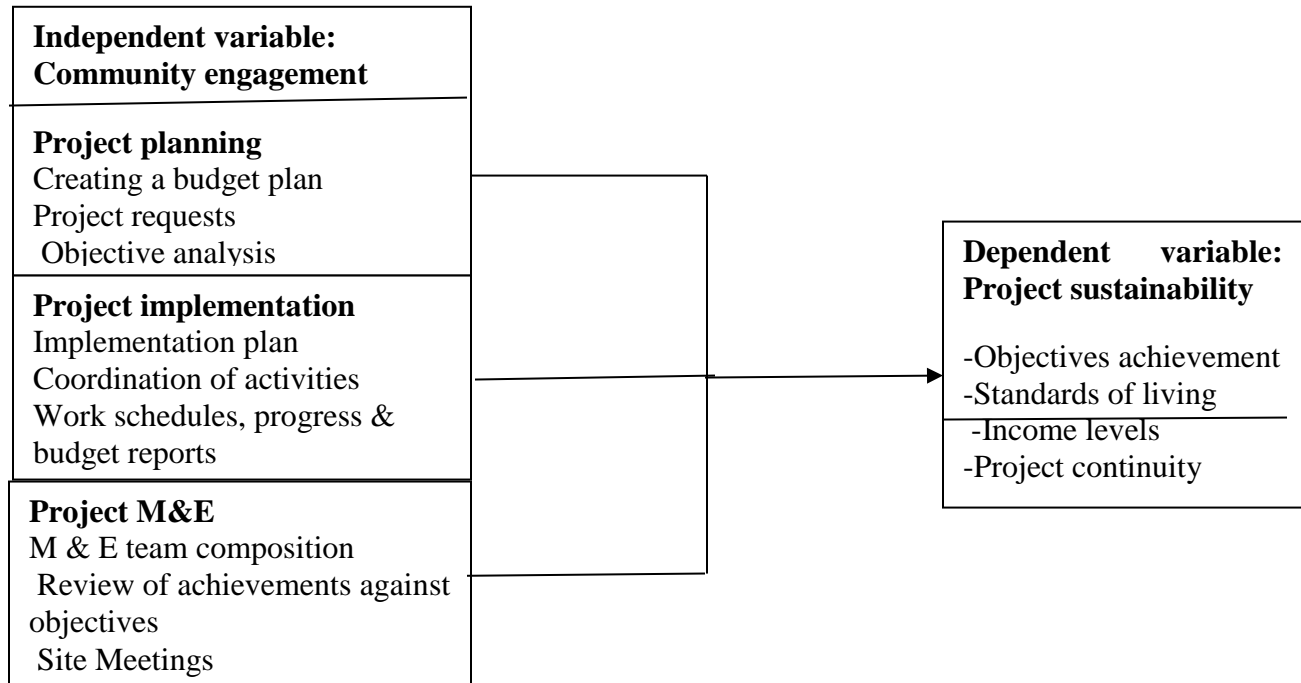 Independent variable:
Community engagement
Project planning
Creating a budget plan
Project requests
Objective analysis
Project implementation
Implementation plan
Coordination of activities
Work schedules, progress &
budget reports
Project M&E
M & E team composition
Review of achievements against
objectives
Site Meetings
Dependent variable:
Project sustainability
-Objectives achievement
-Standards of living
-Income levels
-Project continuity